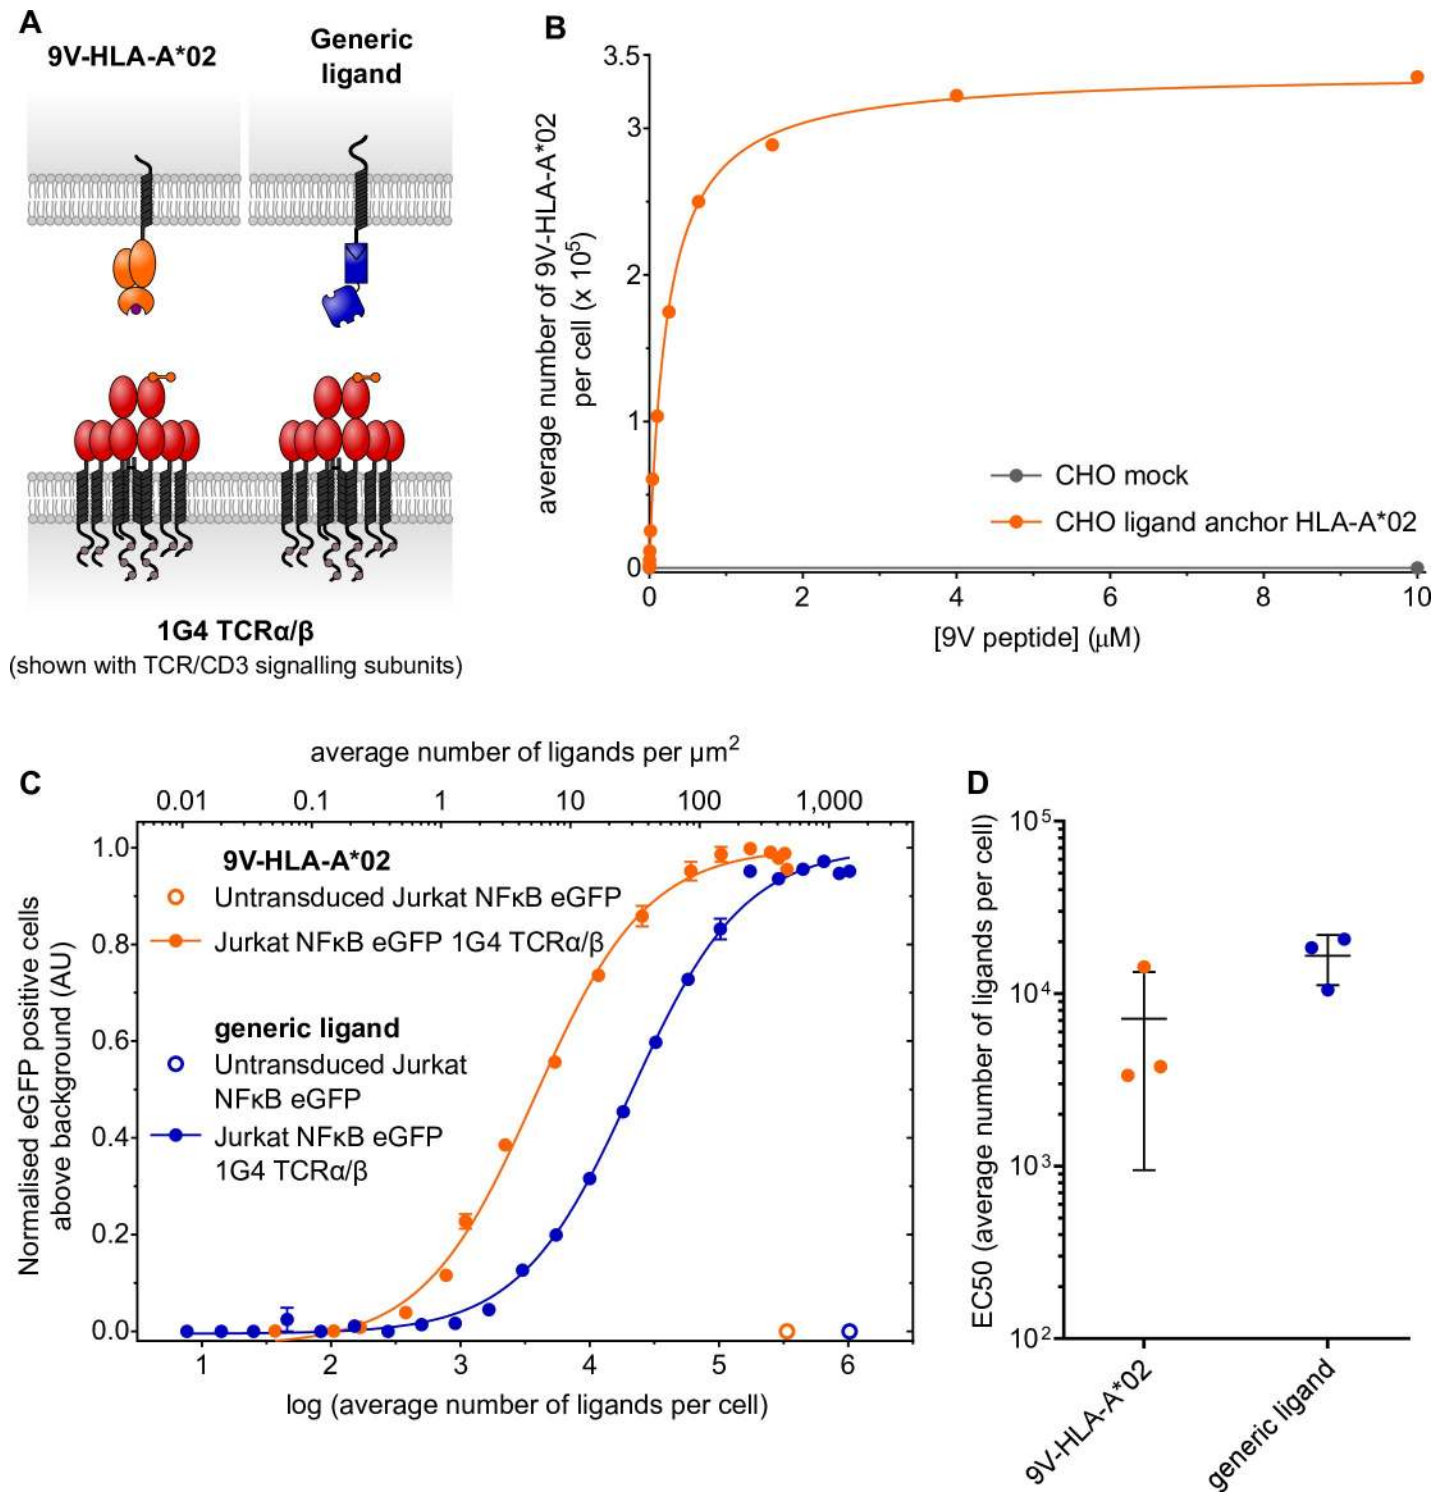 A
9V-HLA-A*02
Generic
ligand
1G4 TCRα/β
(shown with TCR/CD3 signalling subunits)
B
average number of 9V-HLA-A*02
per cell (x 10⁵)
3.5
3
2
1
0
CHO mock
CHO ligand anchor HLA-A*02
0 2 4 6 8 10
[9V peptide] (μM)
C
average number of ligands per μm²
0.01 0.1 1 10 100 1,000
Normalised eGFP positive cells
above background (AU)
1.0
0.8
0.6
0.4
0.2
0.0
9V-HLA-A*02
Untransduced Jurkat NFκB eGFP
Jurkat NFκB eGFP 1G4 TCRα/β
generic ligand
Untransduced Jurkat
NFκB eGFP
Jurkat NFκB eGFP
1G4 TCRα/β
1 2 3 4 5 6
log (average number of ligands per cell)
D
EC50 (average number of ligands per cell)
10⁵
10⁴
10³
10²
9V-HLA-A*02
generic ligand